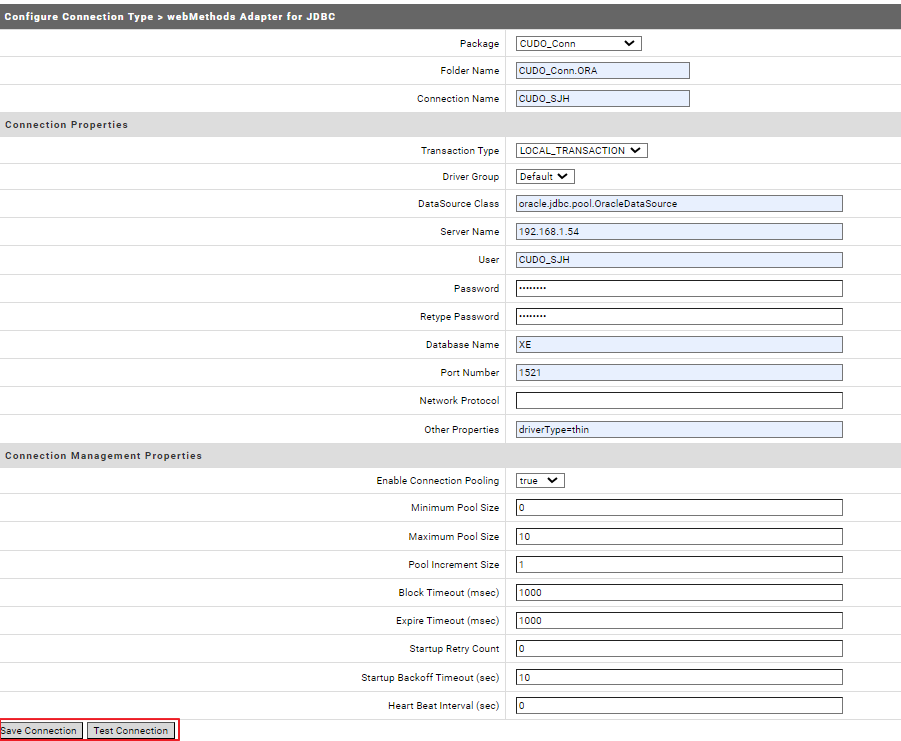 Configure Connection Type > webMethods Adapter for JDBC
Package CUDO_Conn
Folder Name CUDO_Conn.ORA
Connection Name CUDO_SJH
Connection Properties
Transaction Type LOCAL_TRANSACTION
Driver Group Default
DataSource Class oracle.jdbc.pool.OracleDataSource
Server Name 192.168.1.54
User CUDO_SJH
Password ••••••••
Retype Password ••••••••
Database Name XE
Port Number 1521
Network Protocol
Other Properties driverType=thin
Connection Management Properties
Enable Connection Pooling true
Minimum Pool Size 0
Maximum Pool Size 10
Pool Increment Size 1
Block Timeout (msec) 1000
Expire Timeout (msec) 1000
Startup Retry Count 0
Startup Backoff Timeout (sec) 10
Heart Beat Interval (sec) 0
Save Connection Test Connection